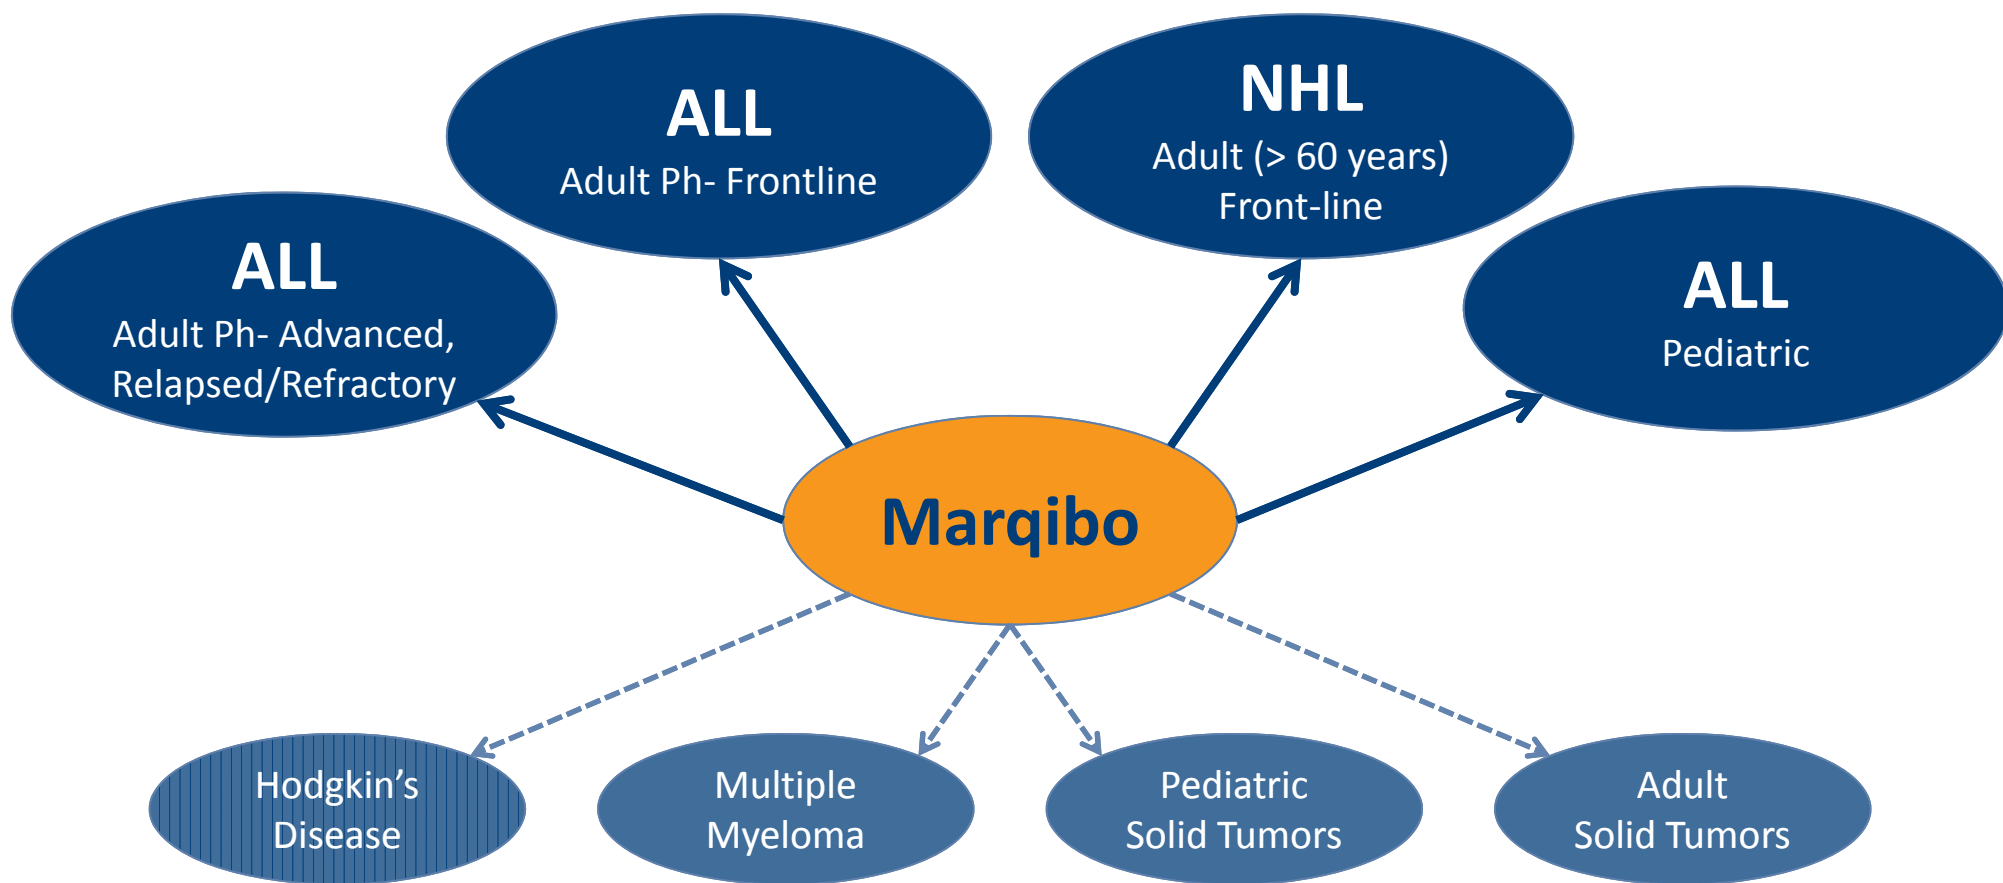 ALL
Adult Ph- Advanced,
Relapsed/Refractory
ALL
Adult Ph- Frontline
NHL
Adult (> 60 years)
Front-line
ALL
Pediatric
Marqibo
Hodgkin’s
Disease
Multiple
Myeloma
Pediatric
Solid Tumors
Adult
Solid Tumors